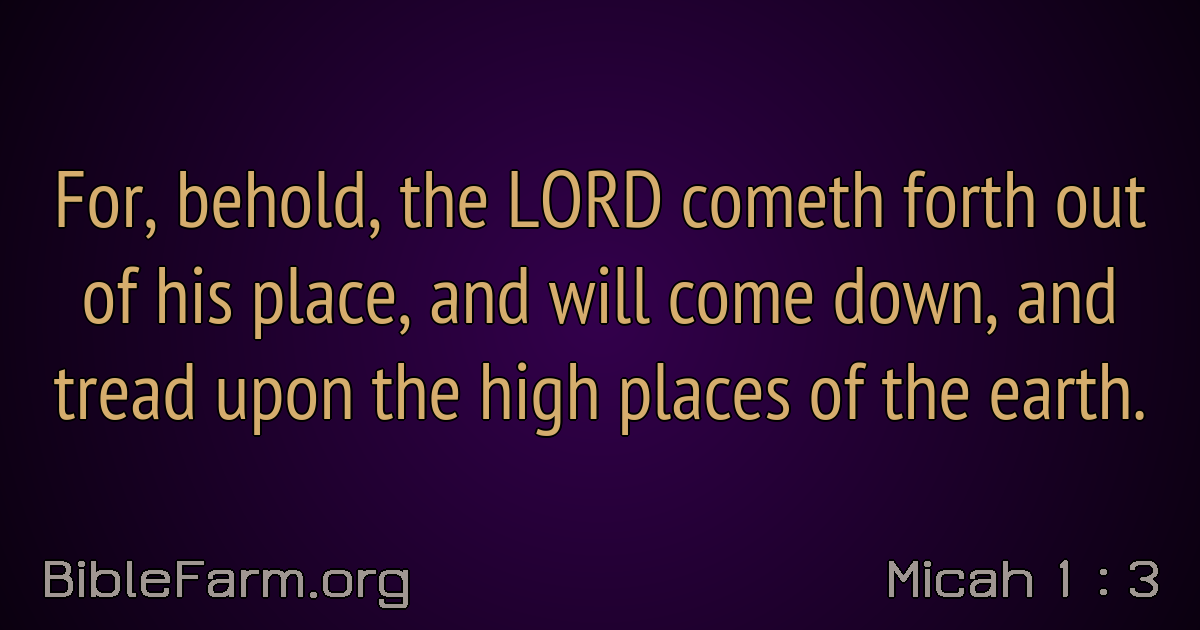 For, behold, the LORD cometh forth out
of his place, and will come down, and
tread upon the high places of the earth.
BibleFarm.org
Micah 1 : 3